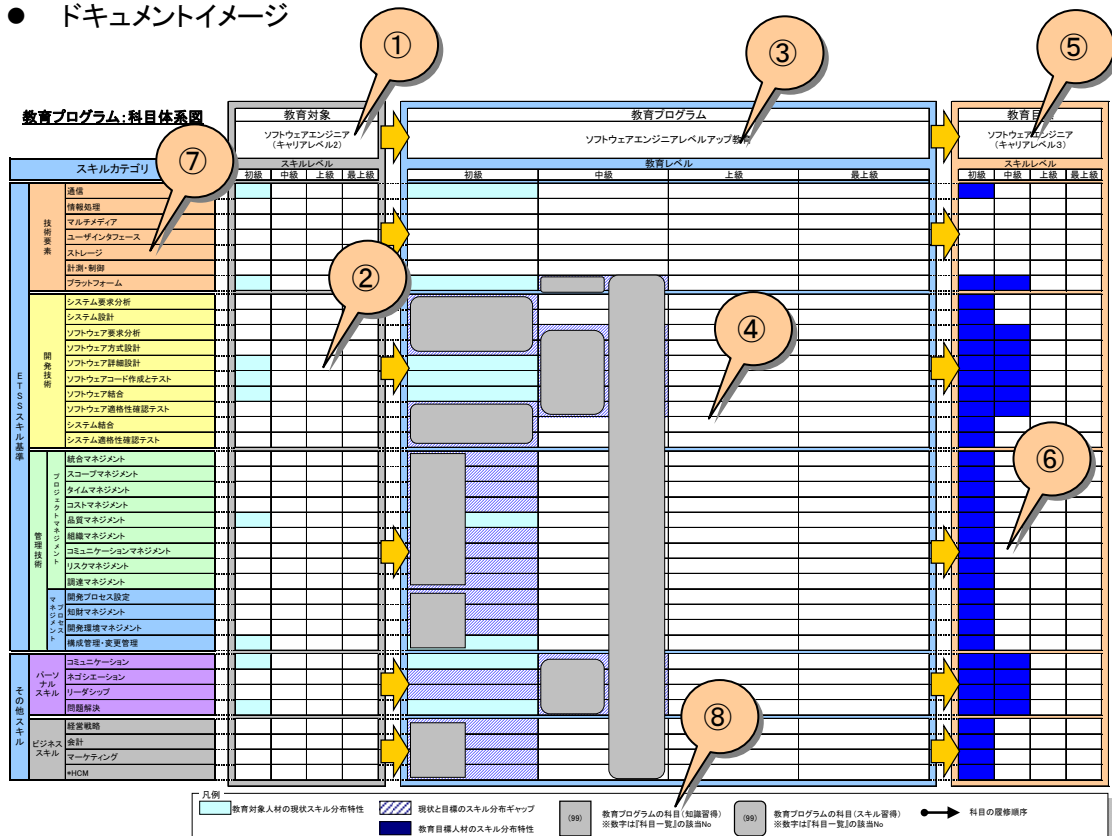 ● ドキュメントイメージ
①
③
⑤
教育プログラム:科目体系図
教育対象
ソフトウェアエンジニア
(キャリアレベル2)
教育プログラム
ソフトウェアエンジニアレベルアップ教育
教育目
ソフトウェアエンジニア
(キャリアレベル3)
⑦
スキルカテゴリ
スキルレベル
初級 中級 上級 最上級
教育レベル
初級 中級 上級 最上級
スキルレベル
初級 中級 上級 最上級
ETSSスキル基準
技術要素
通信
情報処理
マルチメディア
ユーザインタフェース
ストレージ
計測・制御
プラットフォーム
②
④
開発技術
システム要求分析
システム設計
ソフトウェア要求分析
ソフトウェア方式設計
ソフトウェア詳細設計
ソフトウェアコード作成とテスト
ソフトウェア結合
ソフトウェア適格性確認テスト
システム結合
システム適格性確認テスト
⑥
管理技術
プロジェクトマネジメント
統合マネジメント
スコープマネジメント
タイムマネジメント
コストマネジメント
品質マネジメント
組織マネジメント
コミュニケーションマネジメント
リスクマネジメント
調達マネジメント
プロセスマネジメント
開発プロセス設定
知財マネジメント
開発環境マネジメント
構成管理・変更管理
その他スキル
パーソナルスキル
コミュニケーション
ネゴシエーション
リーダシップ
問題解決
⑧
ビジネススキル
経営戦略
会計
マーケティング
*HCM
凡例
教育対象人材の現状スキル分布特性
現状と目標のスキル分布ギャップ
教育目標人材のスキル分布特性
(99)
教育プログラムの科目(知識習得)
※数字は『科目一覧』の該当No
(99)
教育プログラムの科目(スキル習得)
※数字は『科目一覧』の該当No
科目の履修順序